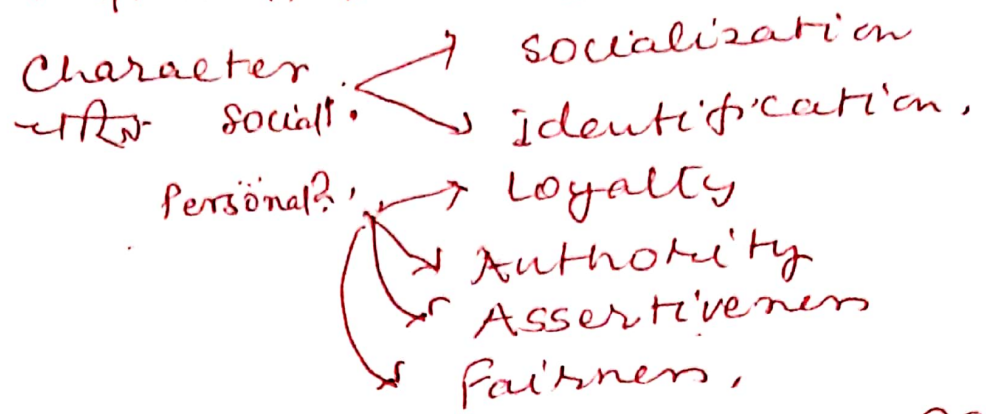 Character
Social!.
Socialization
Identification.
Personal?,
Loyalty
Authority
Assertiveness
Fairness.